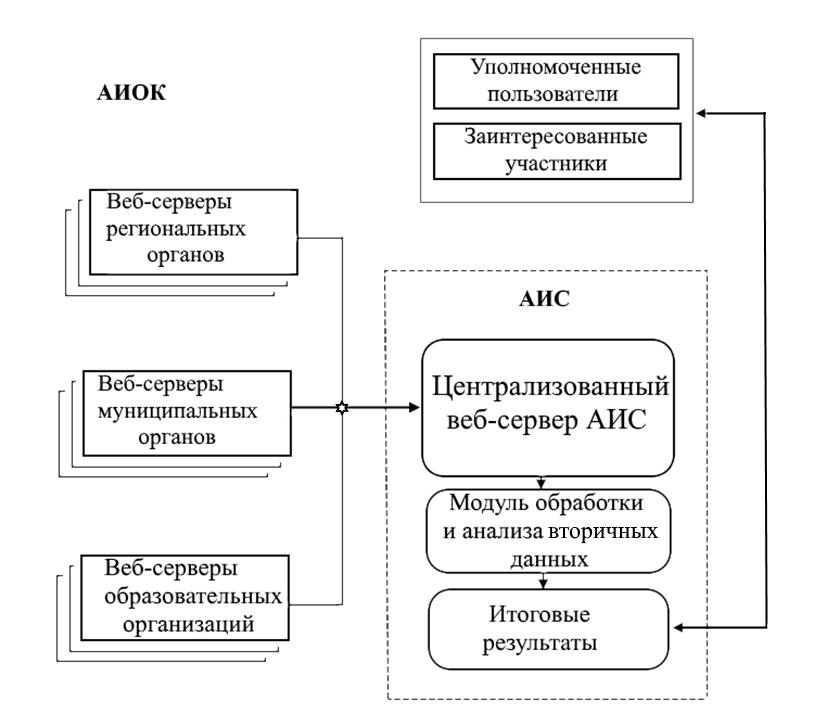 АИОК
Уполномоченные
пользователи
Заинтересованные
участники
Веб-серверы
региональных
органов
Веб-серверы
муниципальных
органов
Веб-серверы
образовательных
организаций
АИС
Централизованный
веб-сервер АИС
Модуль обработки
и анализа вторичных
данных
Итоговые
результаты